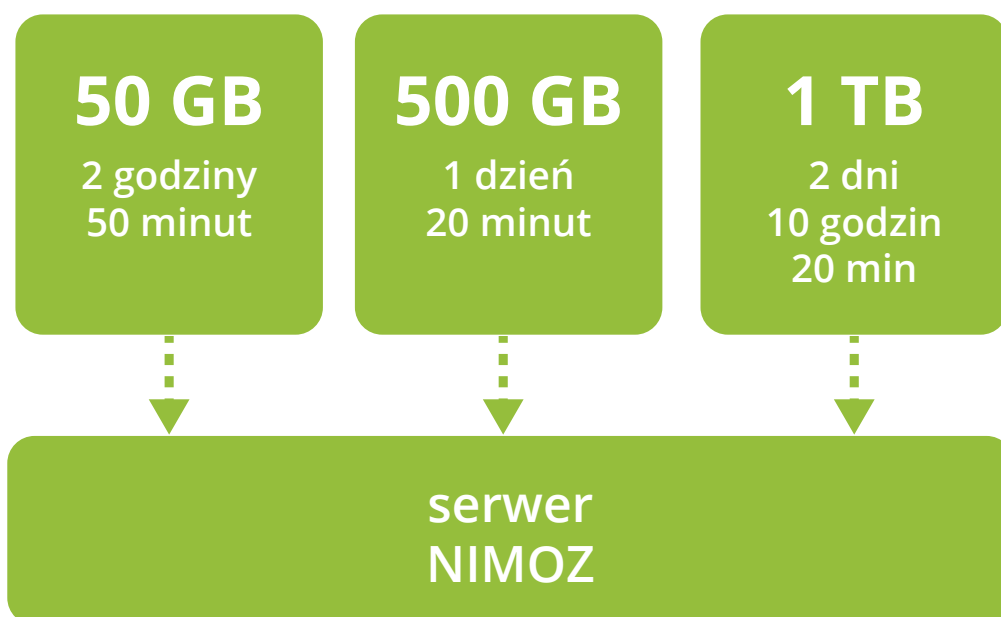 50 GB
2 godziny
50 minut
500 GB
1 dzień
20 minut
1 TB
2 dni
10 godzin
20 min
serwer
NIMOZ